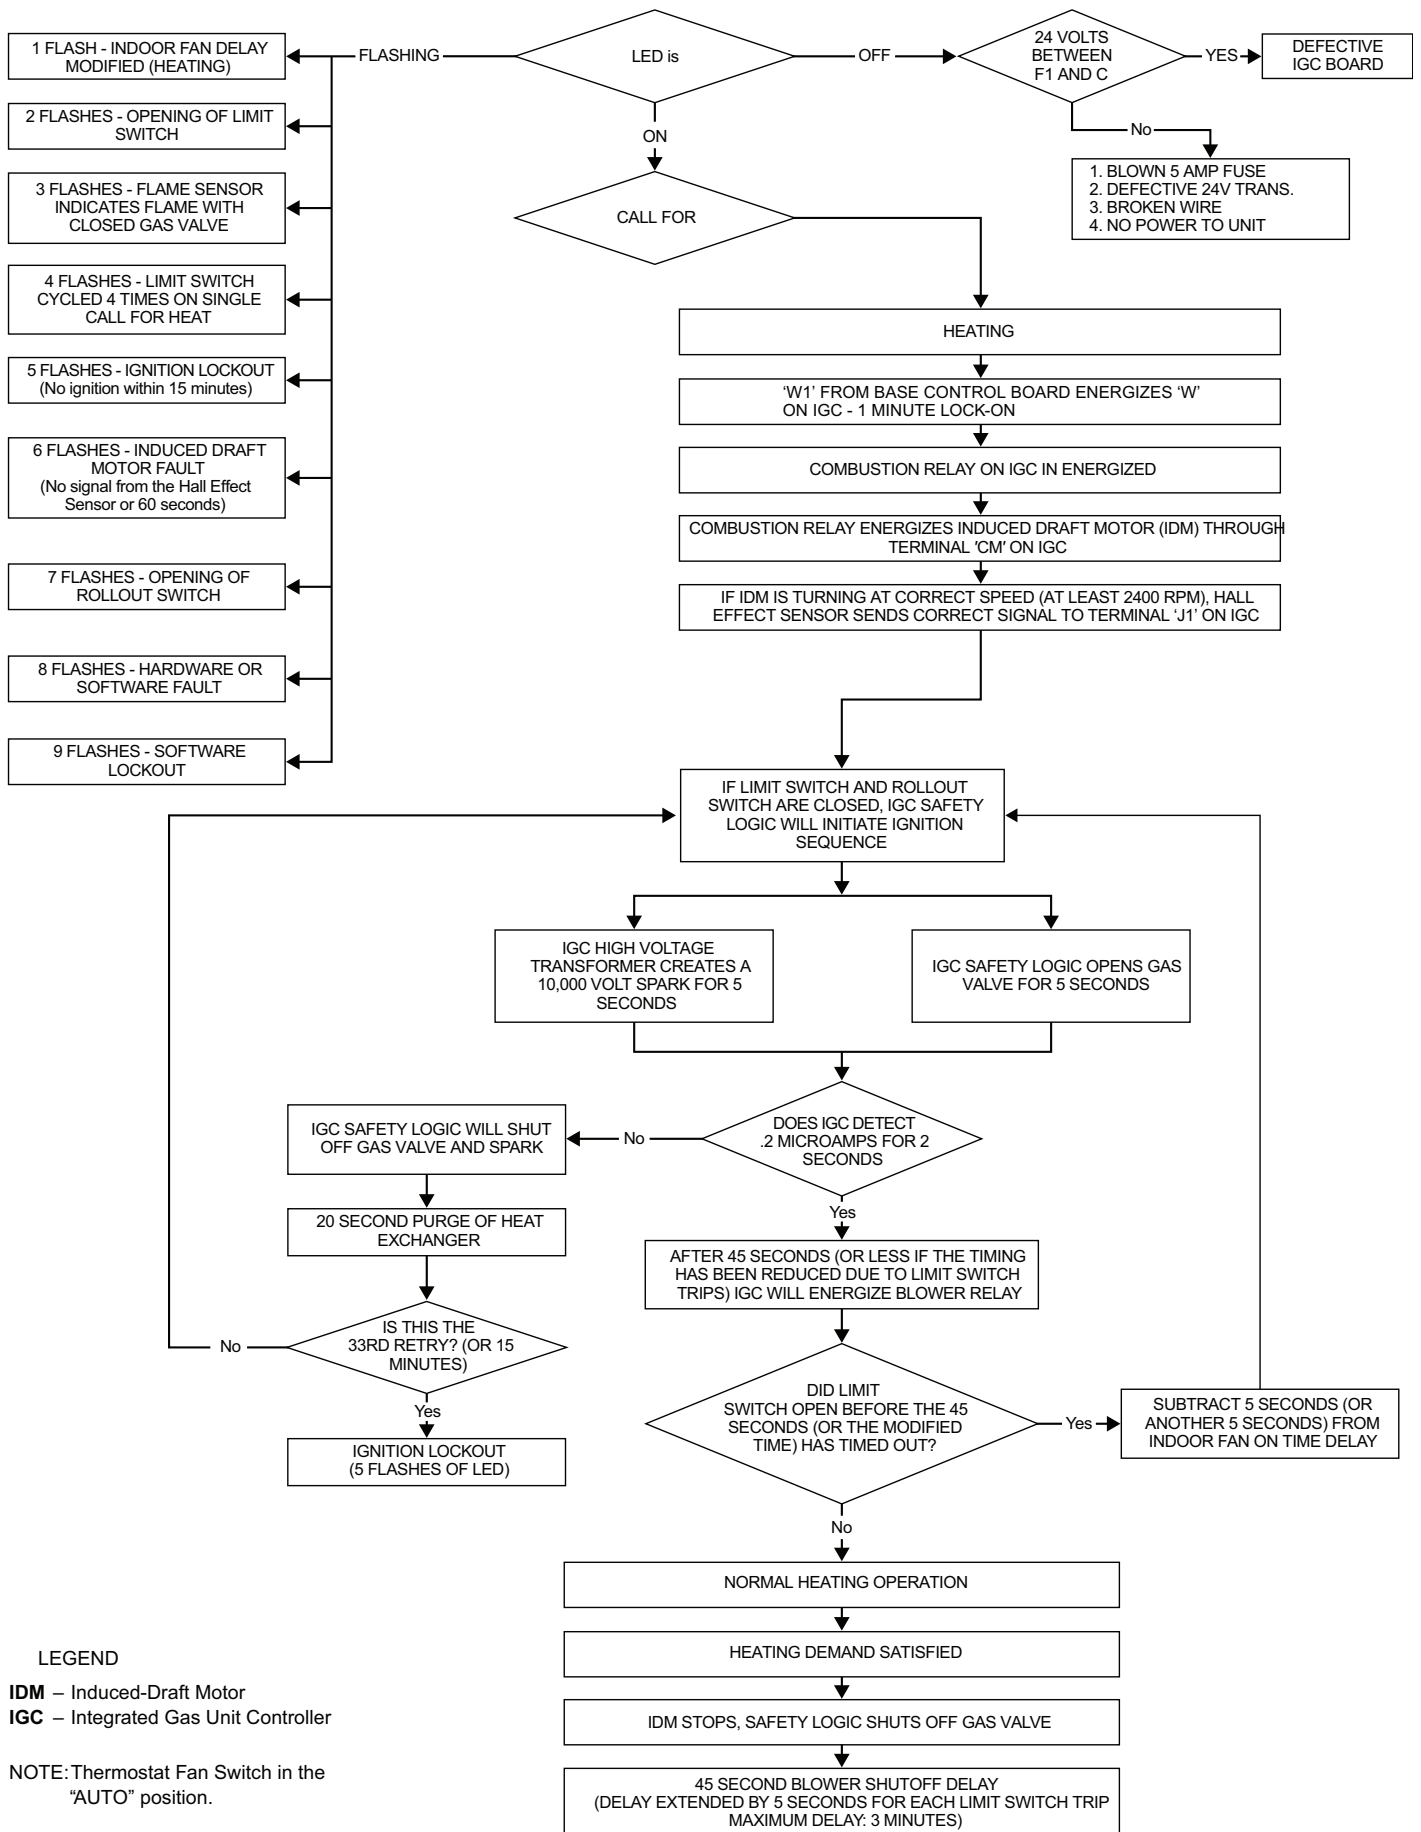 LED is
FLASHING
OFF
ON
24 VOLTS
BETWEEN
F1 AND C
YES
DEFECTIVE
IGC BOARD
No
1. BLOWN 5 AMP FUSE
2. DEFECTIVE 24V TRANS.
3. BROKEN WIRE
4. NO POWER TO UNIT
1 FLASH - INDOOR FAN DELAY
MODIFIED (HEATING)
2 FLASHES - OPENING OF LIMIT
SWITCH
3 FLASHES - FLAME SENSOR
INDICATES FLAME WITH
CLOSED GAS VALVE
4 FLASHES - LIMIT SWITCH
CYCLED 4 TIMES ON SINGLE
CALL FOR HEAT
5 FLASHES - IGNITION LOCKOUT
(No ignition within 15 minutes)
6 FLASHES - INDUCED DRAFT
MOTOR FAULT
(No signal from the Hall Effect
Sensor or 60 seconds)
7 FLASHES - OPENING OF
ROLLOUT SWITCH
8 FLASHES - HARDWARE OR
SOFTWARE FAULT
9 FLASHES - SOFTWARE
LOCKOUT
CALL FOR
HEATING
‘W1’ FROM BASE CONTROL BOARD ENERGIZES ‘W’
ON IGC - 1 MINUTE LOCK-ON
COMBUSTION RELAY ON IGC IN ENERGIZED
COMBUSTION RELAY ENERGIZES INDUCED DRAFT MOTOR (IDM) THROUGH
TERMINAL 'CM' ON IGC
IF IDM IS TURNING AT CORRECT SPEED (AT LEAST 2400 RPM), HALL
EFFECT SENSOR SENDS CORRECT SIGNAL TO TERMINAL ‘J1’ ON IGC
IF LIMIT SWITCH AND ROLLOUT
SWITCH ARE CLOSED, IGC SAFETY
LOGIC WILL INITIATE IGNITION
SEQUENCE
IGC HIGH VOLTAGE
TRANSFORMER CREATES A
10,000 VOLT SPARK FOR 5
SECONDS
IGC SAFETY LOGIC OPENS GAS
VALVE FOR 5 SECONDS
DOES IGC DETECT
.2 MICROAMPS FOR 2
SECONDS
No
IGC SAFETY LOGIC WILL SHUT
OFF GAS VALVE AND SPARK
20 SECOND PURGE OF HEAT
EXCHANGER
IS THIS THE
33RD RETRY? (OR 15
MINUTES)
No
Yes
IGNITION LOCKOUT
(5 FLASHES OF LED)
Yes
AFTER 45 SECONDS (OR LESS IF THE TIMING
HAS BEEN REDUCED DUE TO LIMIT SWITCH
TRIPS) IGC WILL ENERGIZE BLOWER RELAY
DID LIMIT
SWITCH OPEN BEFORE THE 45
SECONDS (OR THE MODIFIED
TIME) HAS TIMED OUT?
Yes
SUBTRACT 5 SECONDS (OR
ANOTHER 5 SECONDS) FROM
INDOOR FAN ON TIME DELAY
No
NORMAL HEATING OPERATION
HEATING DEMAND SATISFIED
IDM STOPS, SAFETY LOGIC SHUTS OFF GAS VALVE
45 SECOND BLOWER SHUTOFF DELAY
(DELAY EXTENDED BY 5 SECONDS FOR EACH LIMIT SWITCH TRIP
MAXIMUM DELAY: 3 MINUTES)
LEGEND
IDM – Induced-Draft Motor
IGC – Integrated Gas Unit Controller
NOTE:Thermostat Fan Switch in the
“AUTO” position.